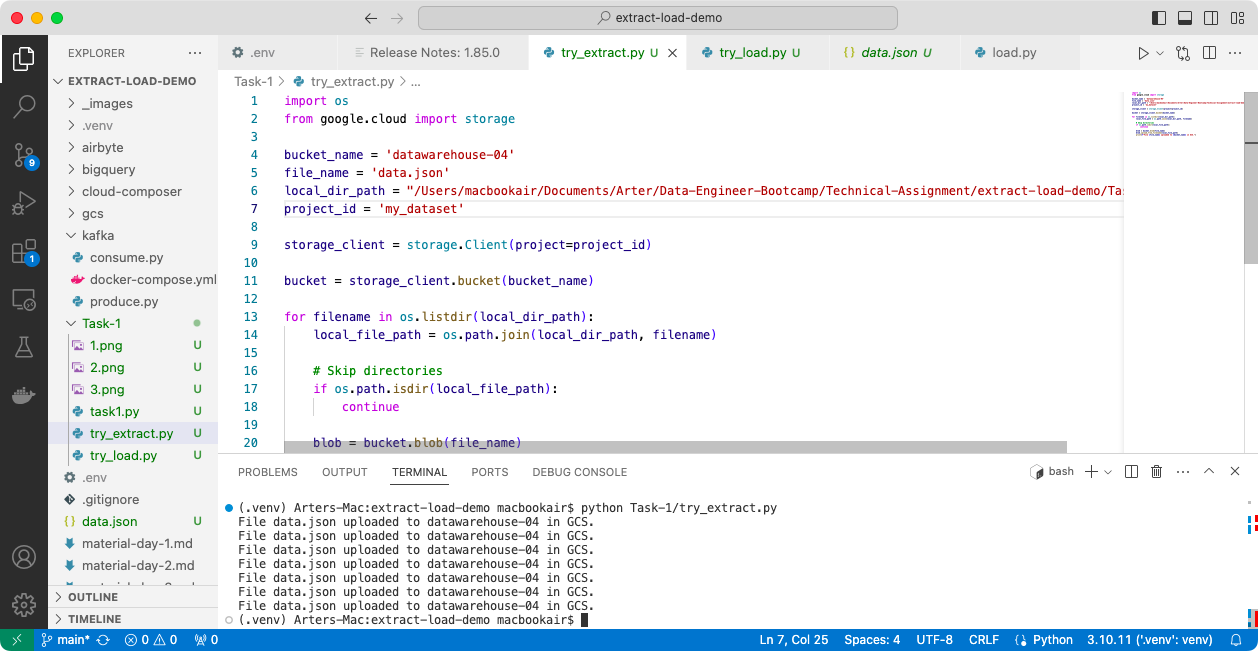 extract-load-demo
EXPLORER
.env
Release Notes: 1.85.0
try_extract.py U
try_load.py U
{} data.json U
load.py
EXTRACT-LOAD-DEMO
Task-1 > try_extract.py > ...
_images
.venv
airbyte
bigquery
cloud-composer
gcs
kafka
consume.py
docker-compose.yml
produce.py
Task-1
1.png U
2.png U
3.png U
task1.py U
try_extract.py U
try_load.py U
.env
.gitignore
{} data.json U
material-day-1.md
material-day-2.md
OUTLINE
TIMELINE
9
1
1 import os
2 from google.cloud import storage
3
4 bucket_name = 'datawarehouse-04'
5 file_name = 'data.json'
6 local_dir_path = "/Users/macbookair/Documents/Arter/Data-Engineer-Bootcamp/Technical-Assignment/extract-load-demo/Tas
7 project_id = 'my_dataset'
8
9 storage_client = storage.Client(project=project_id)
10
11 bucket = storage_client.bucket(bucket_name)
12
13 for filename in os.listdir(local_dir_path):
14 local_file_path = os.path.join(local_dir_path, filename)
15
16 # Skip directories
17 if os.path.isdir(local_file_path):
18 continue
19
20 blob = bucket.blob(file_name)
PROBLEMS OUTPUT TERMINAL PORTS DEBUG CONSOLE
bash
(.venv) Arters-Mac:extract-load-demo macbookair$ python Task-1/try_extract.py
File data.json uploaded to datawarehouse-04 in GCS.
File data.json uploaded to datawarehouse-04 in GCS.
File data.json uploaded to datawarehouse-04 in GCS.
File data.json uploaded to datawarehouse-04 in GCS.
File data.json uploaded to datawarehouse-04 in GCS.
File data.json uploaded to datawarehouse-04 in GCS.
File data.json uploaded to datawarehouse-04 in GCS.
(.venv) Arters-Mac:extract-load-demo macbookair$
main* 0 0 0 Ln 7, Col 25 Spaces: 4 UTF-8 CRLF Python 3.10.11 ('.venv': venv)